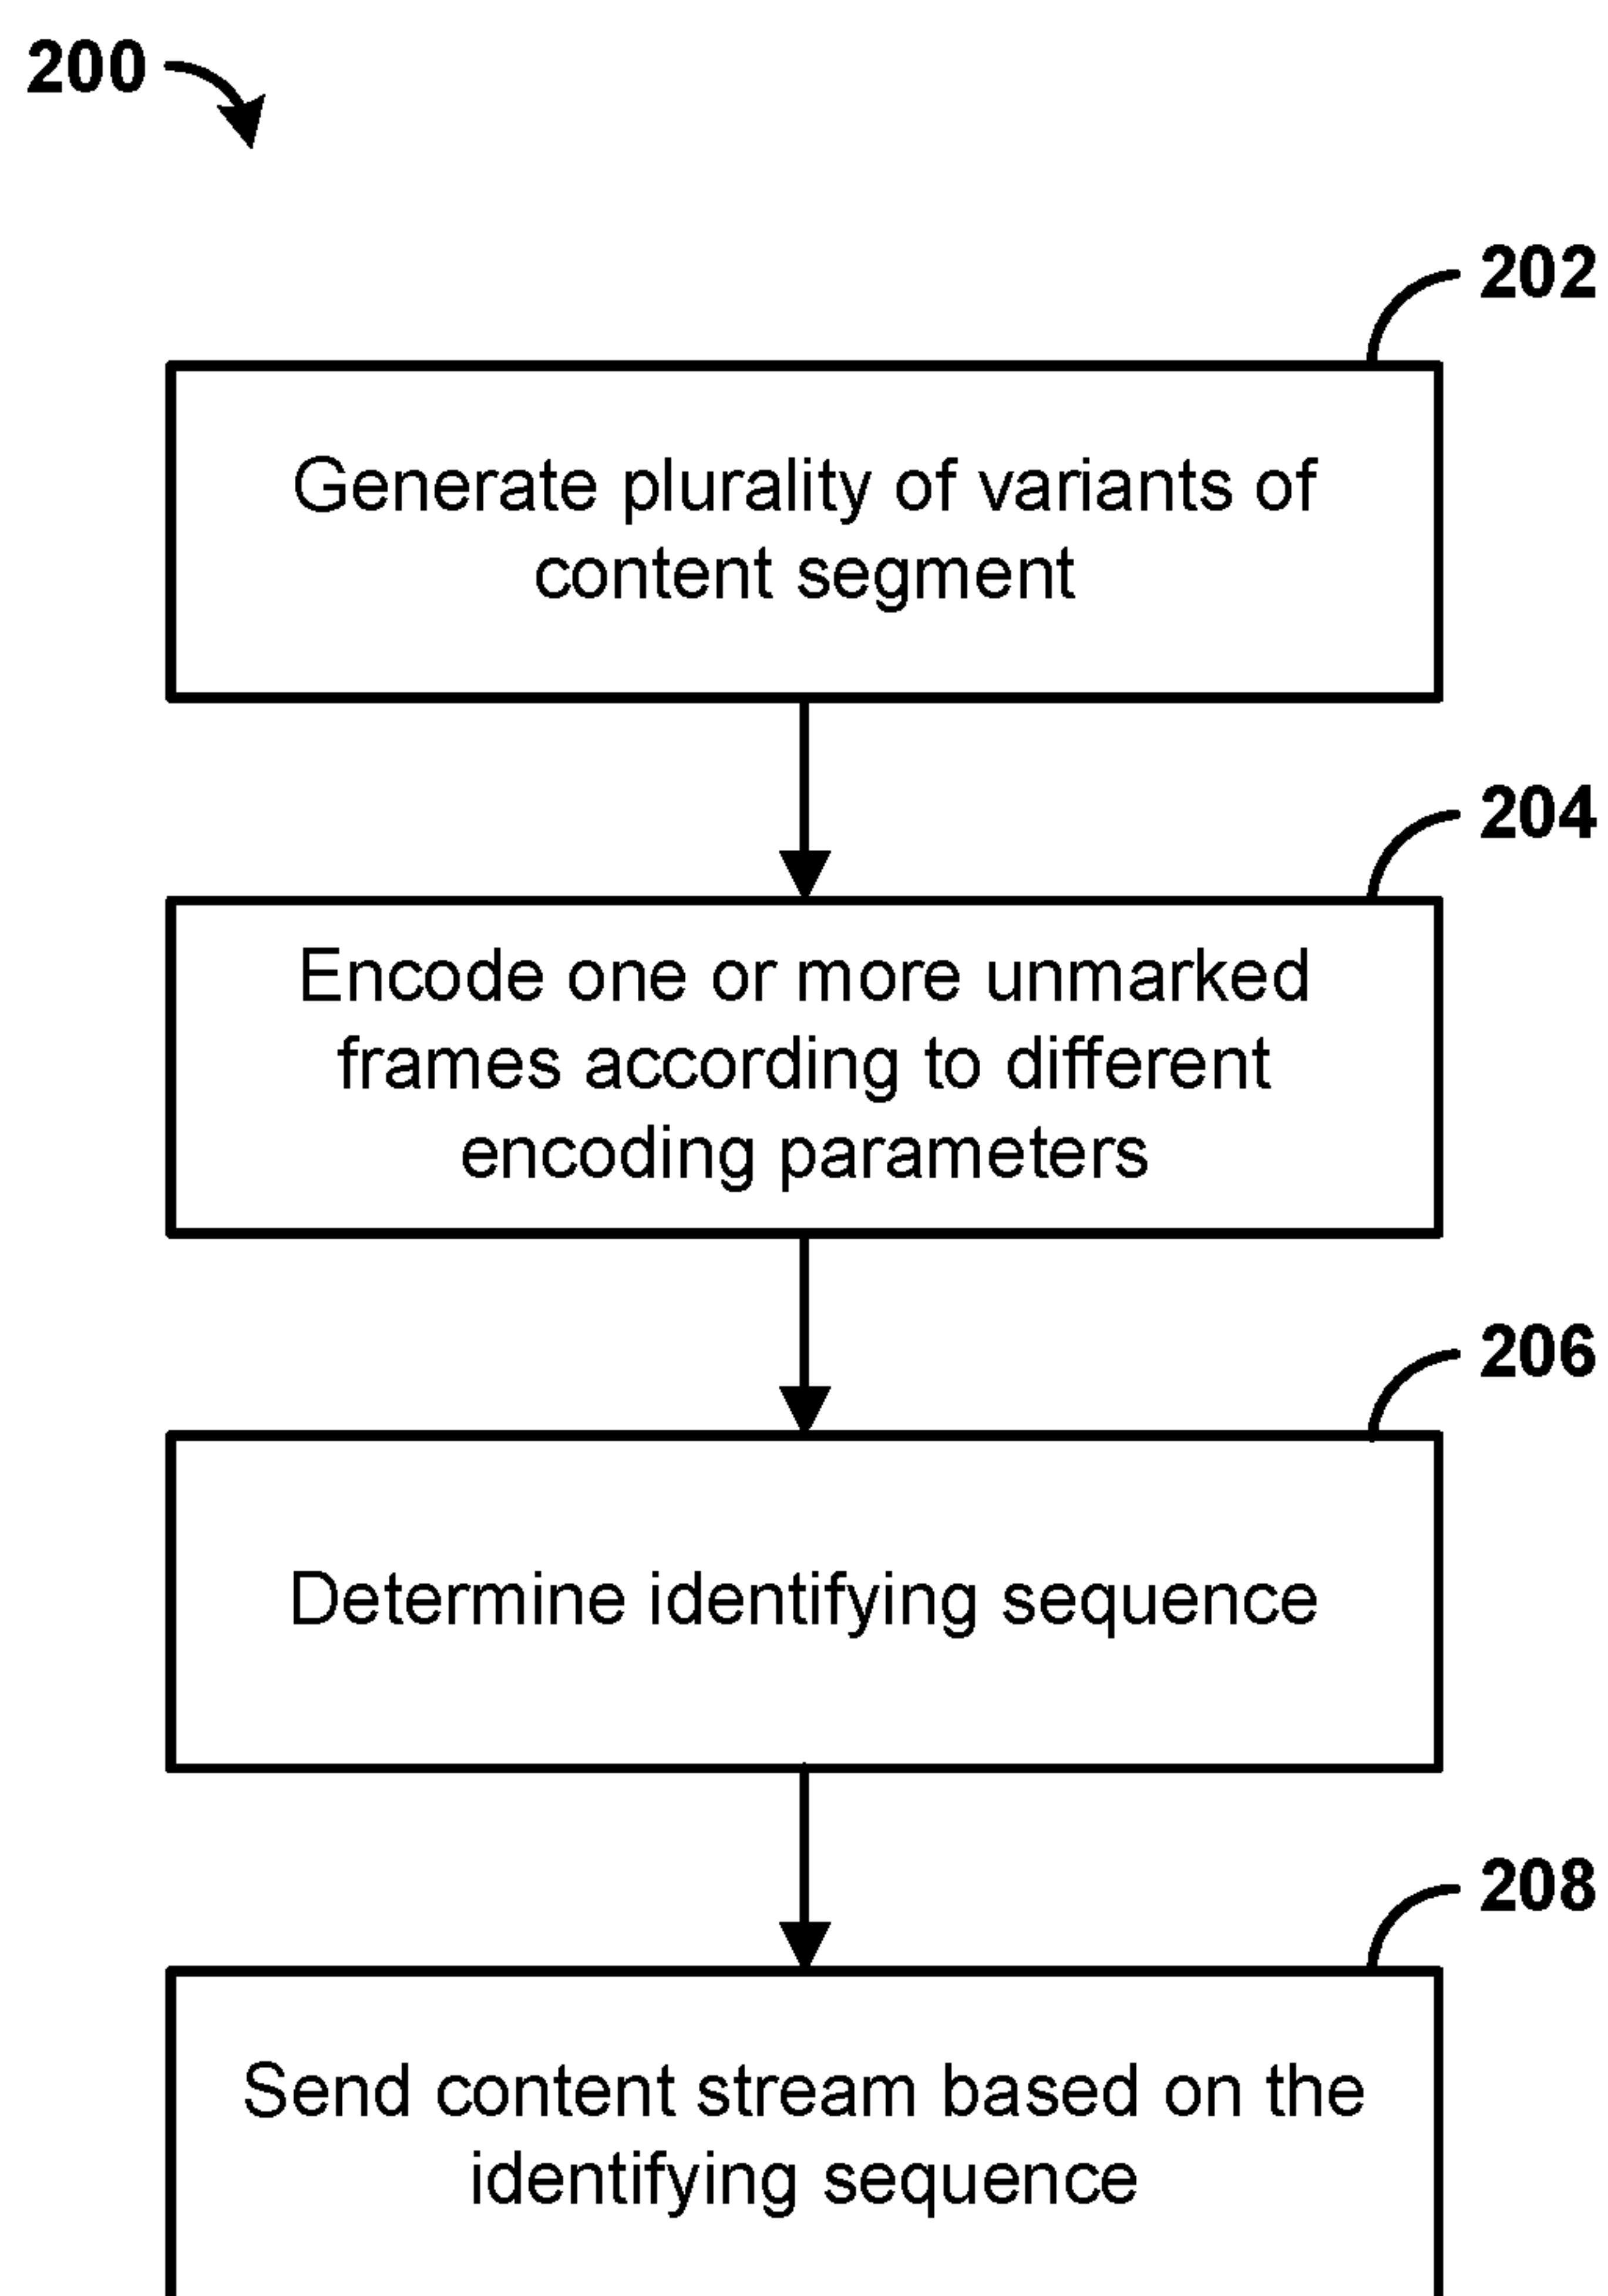 200
202
Generate plurality of variants of
content segment
204
Encode one or more unmarked
frames according to different
encoding parameters
206
Determine identifying sequence
208
Send content stream based on the
identifying sequence